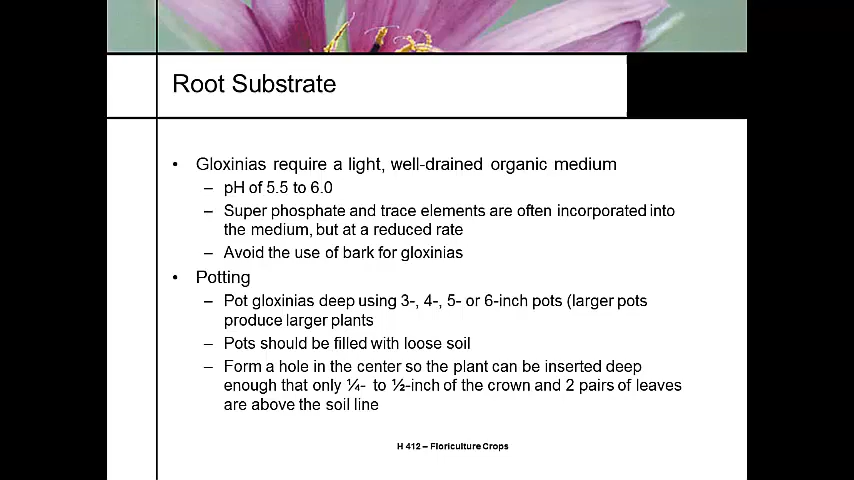 Root Substrate
• Gloxinias require a light, well-drained organic medium
– pH of 5.5 to 6.0
– Super phosphate and trace elements are often incorporated into
the medium, but at a reduced rate
– Avoid the use of bark for gloxinias
• Potting
– Pot gloxinias deep using 3-, 4-, 5- or 6-inch pots (larger pots
produce larger plants
– Pots should be filled with loose soil
– Form a hole in the center so the plant can be inserted deep
enough that only ¼- to ½-inch of the crown and 2 pairs of leaves
are above the soil line
H 412 – Floriculture Crops